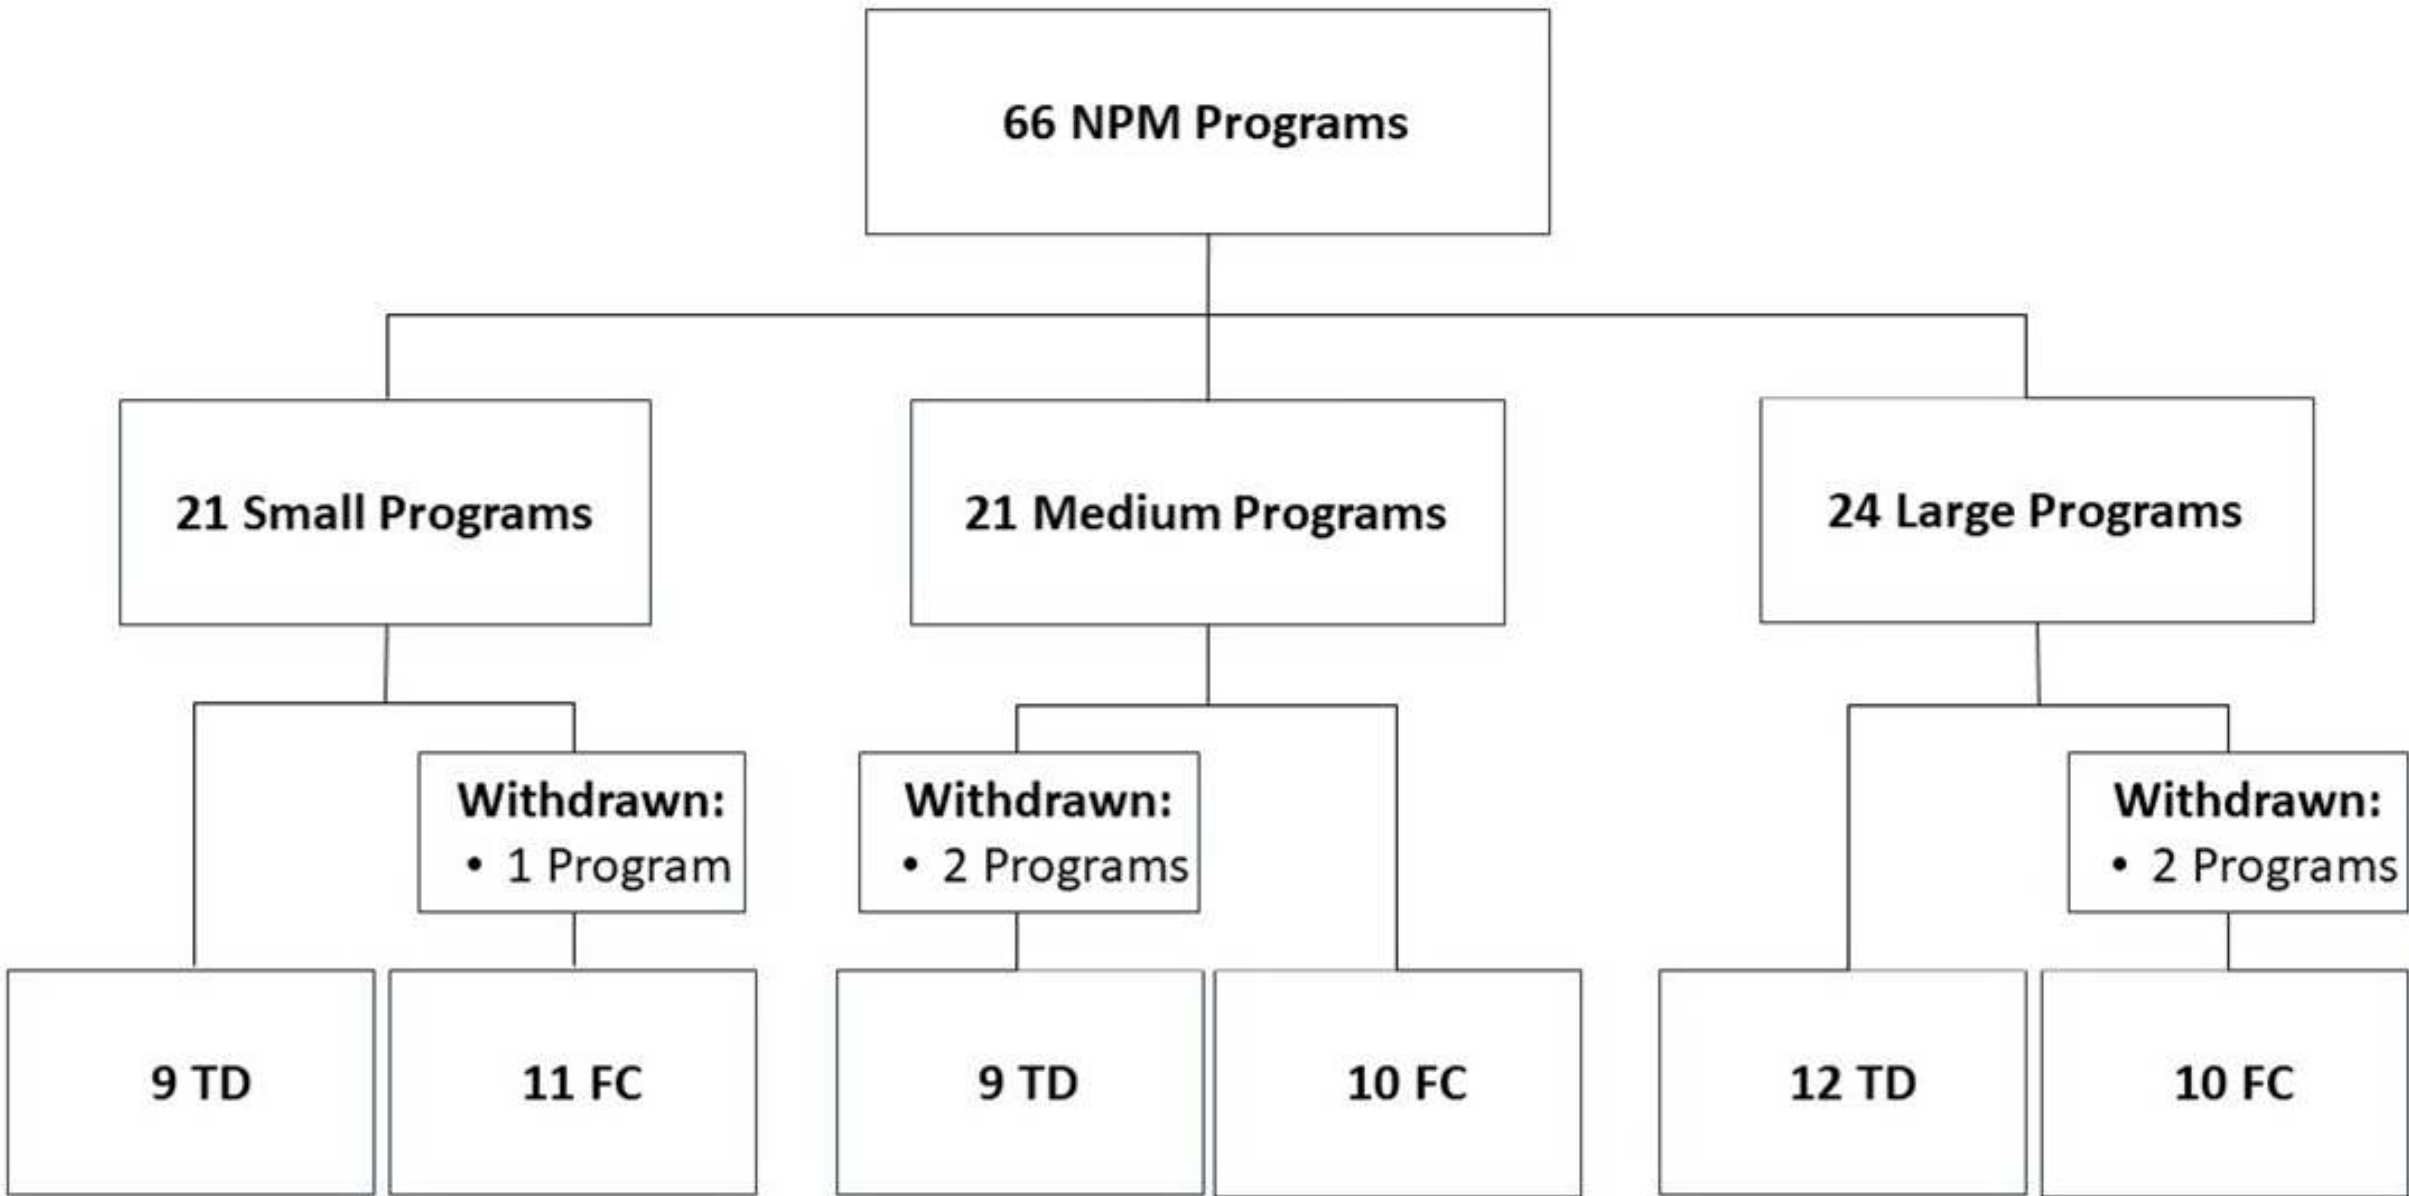 66 NPM Programs
21 Small Programs
21 Medium Programs
24 Large Programs
Withdrawn:
• 1 Program
Withdrawn:
• 2 Programs
Withdrawn:
• 2 Programs
9 TD
11 FC
9 TD
10 FC
12 TD
10 FC